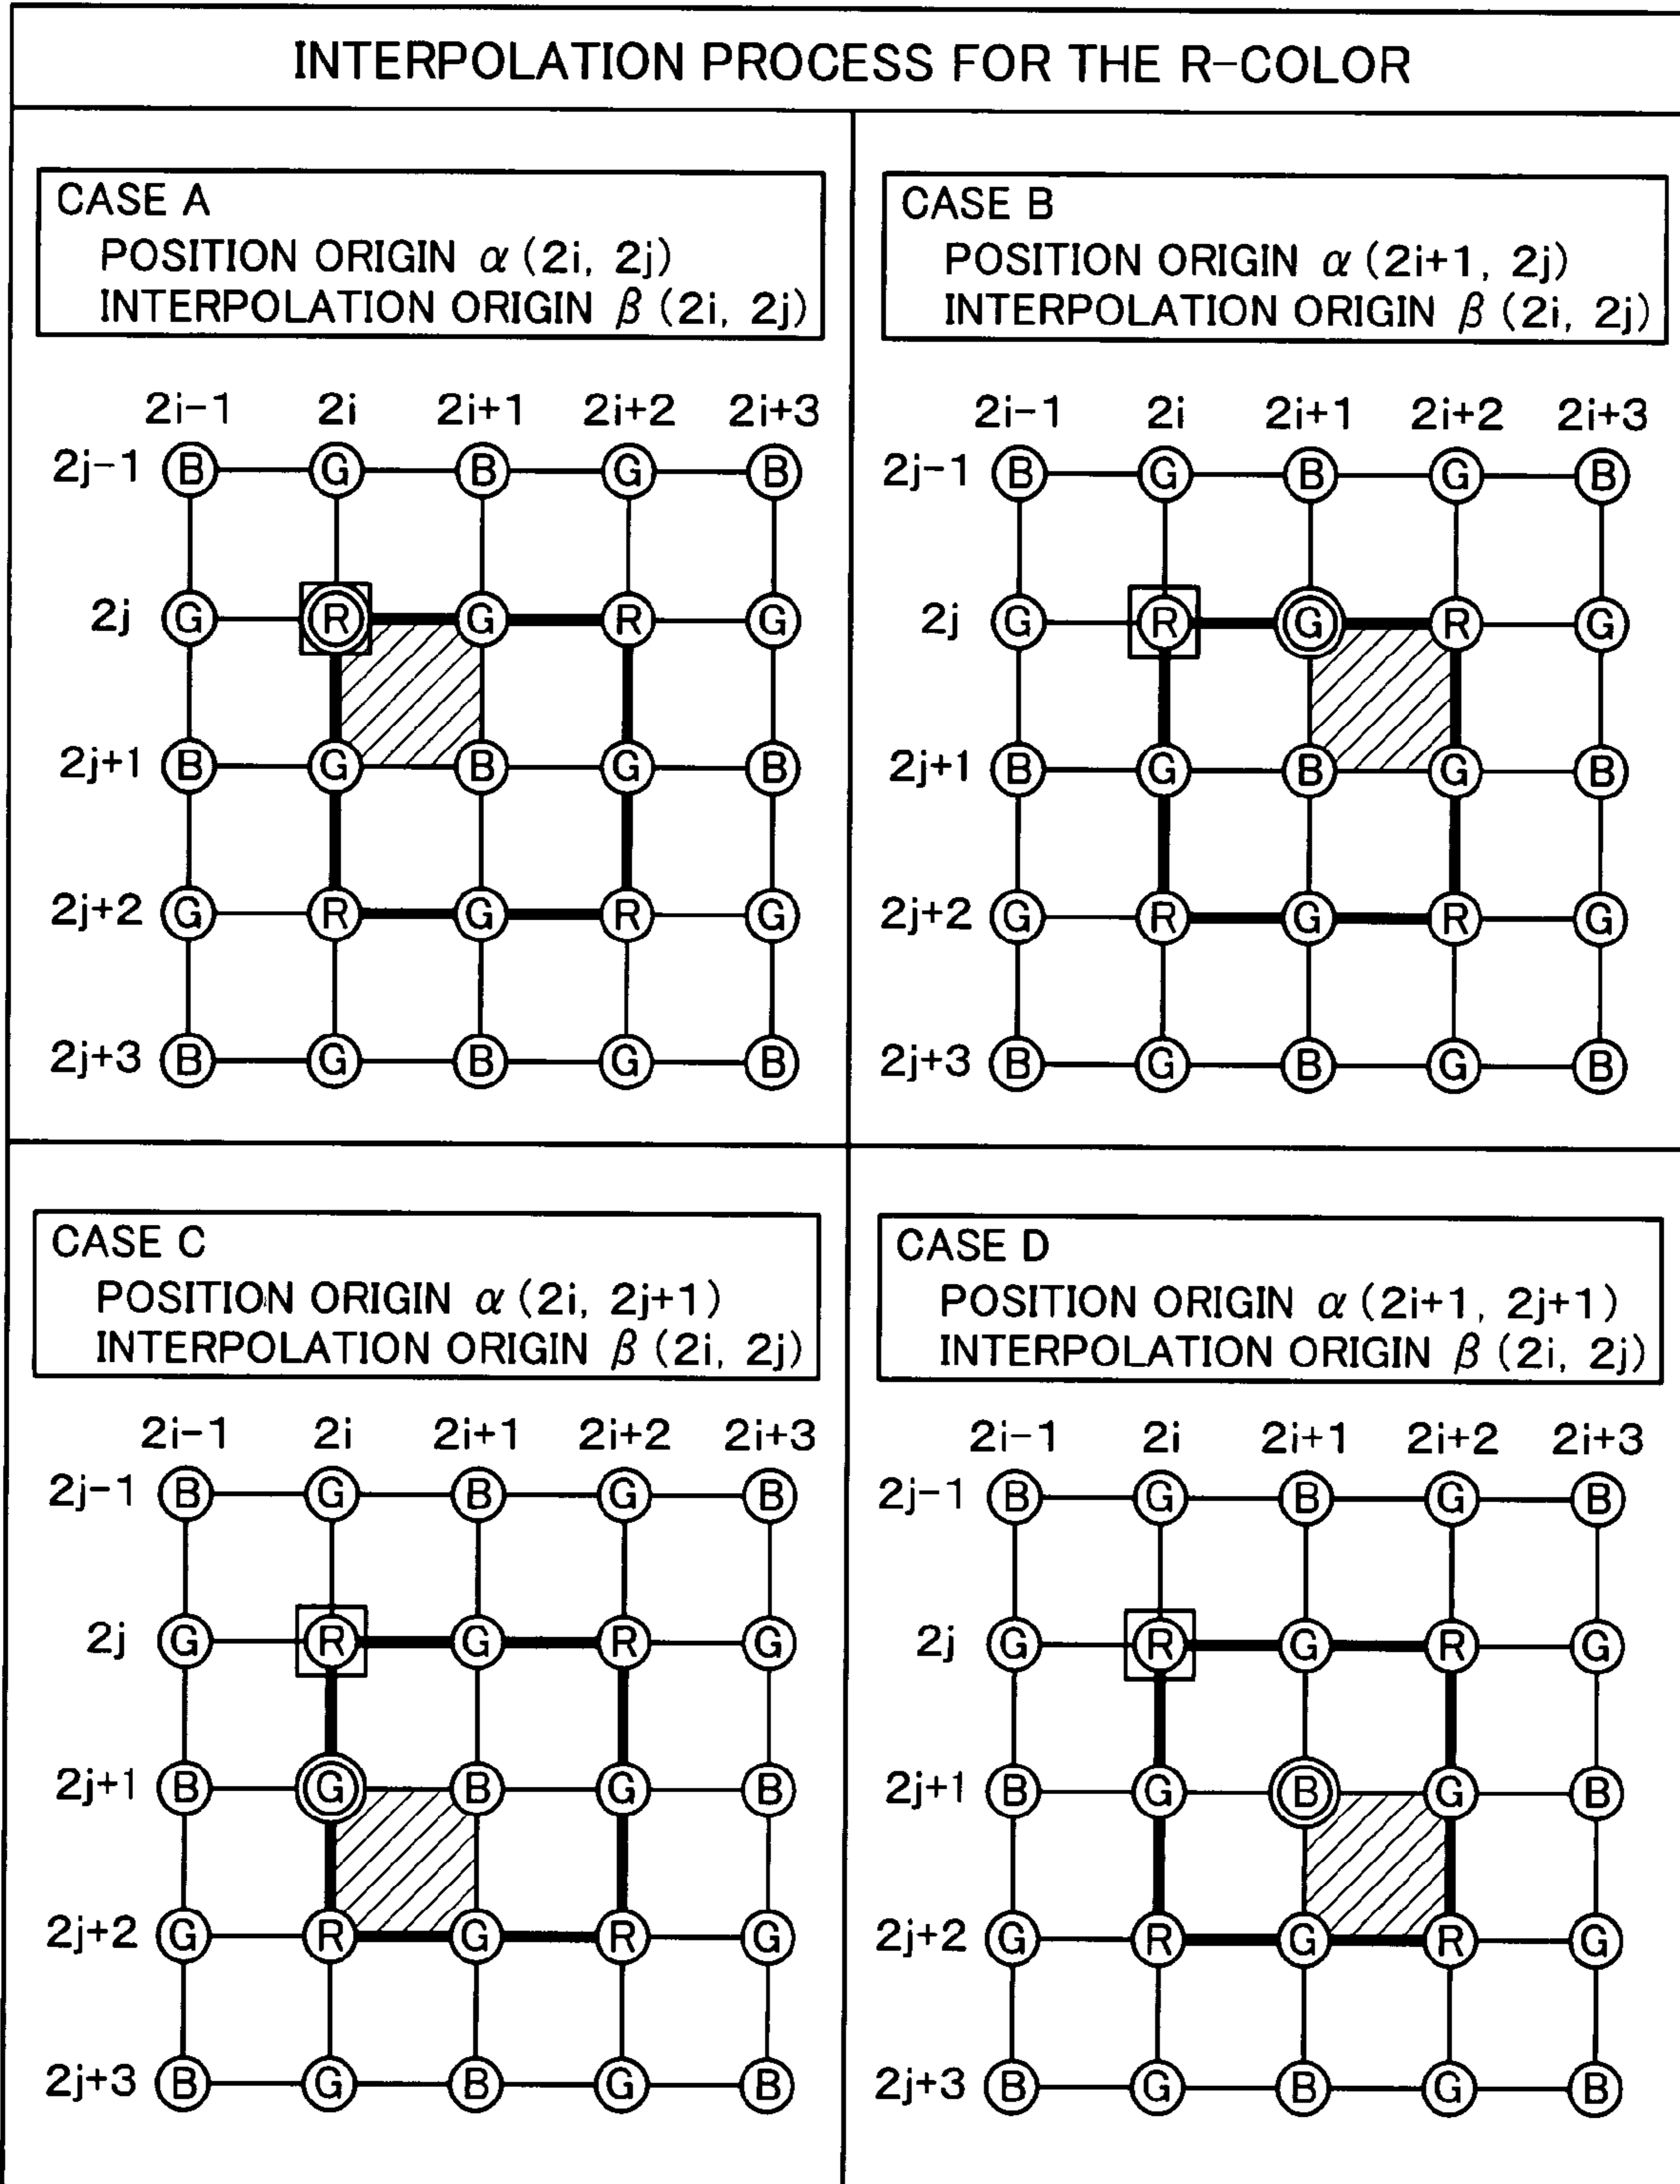 INTERPOLATION PROCESS FOR THE R-COLOR
CASE A
POSITION ORIGIN α (2i, 2j)
INTERPOLATION ORIGIN β (2i, 2j)
2i-1 2i 2i+1 2i+2 2i+3
2j-1 B G B G B
2j G R G R G
2j+1 B G B G B
2j+2 G R G R G
2j+3 B G B G B
CASE B
POSITION ORIGIN α (2i+1, 2j)
INTERPOLATION ORIGIN β (2i, 2j)
2i-1 2i 2i+1 2i+2 2i+3
2j-1 B G B G B
2j G R G R G
2j+1 B G B G B
2j+2 G R G R G
2j+3 B G B G B
CASE C
POSITION ORIGIN α (2i, 2j+1)
INTERPOLATION ORIGIN β (2i, 2j)
2i-1 2i 2i+1 2i+2 2i+3
2j-1 B G B G B
2j G R G R G
2j+1 B G B G B
2j+2 G R G R G
2j+3 B G B G B
CASE D
POSITION ORIGIN α (2i+1, 2j+1)
INTERPOLATION ORIGIN β (2i, 2j)
2i-1 2i 2i+1 2i+2 2i+3
2j-1 B G B G B
2j G R G R G
2j+1 B G B G B
2j+2 G R G R G
2j+3 B G B G B